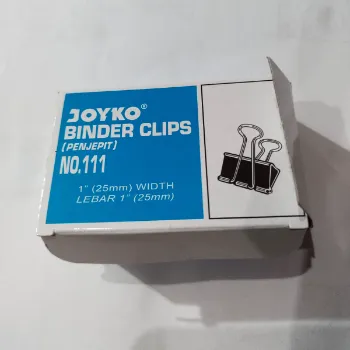 JOYKO®
BINDER CLIPS
[PENJEPIT]
NO.111
1" (25mm) WIDTH
LEBAR 1" (25mm)